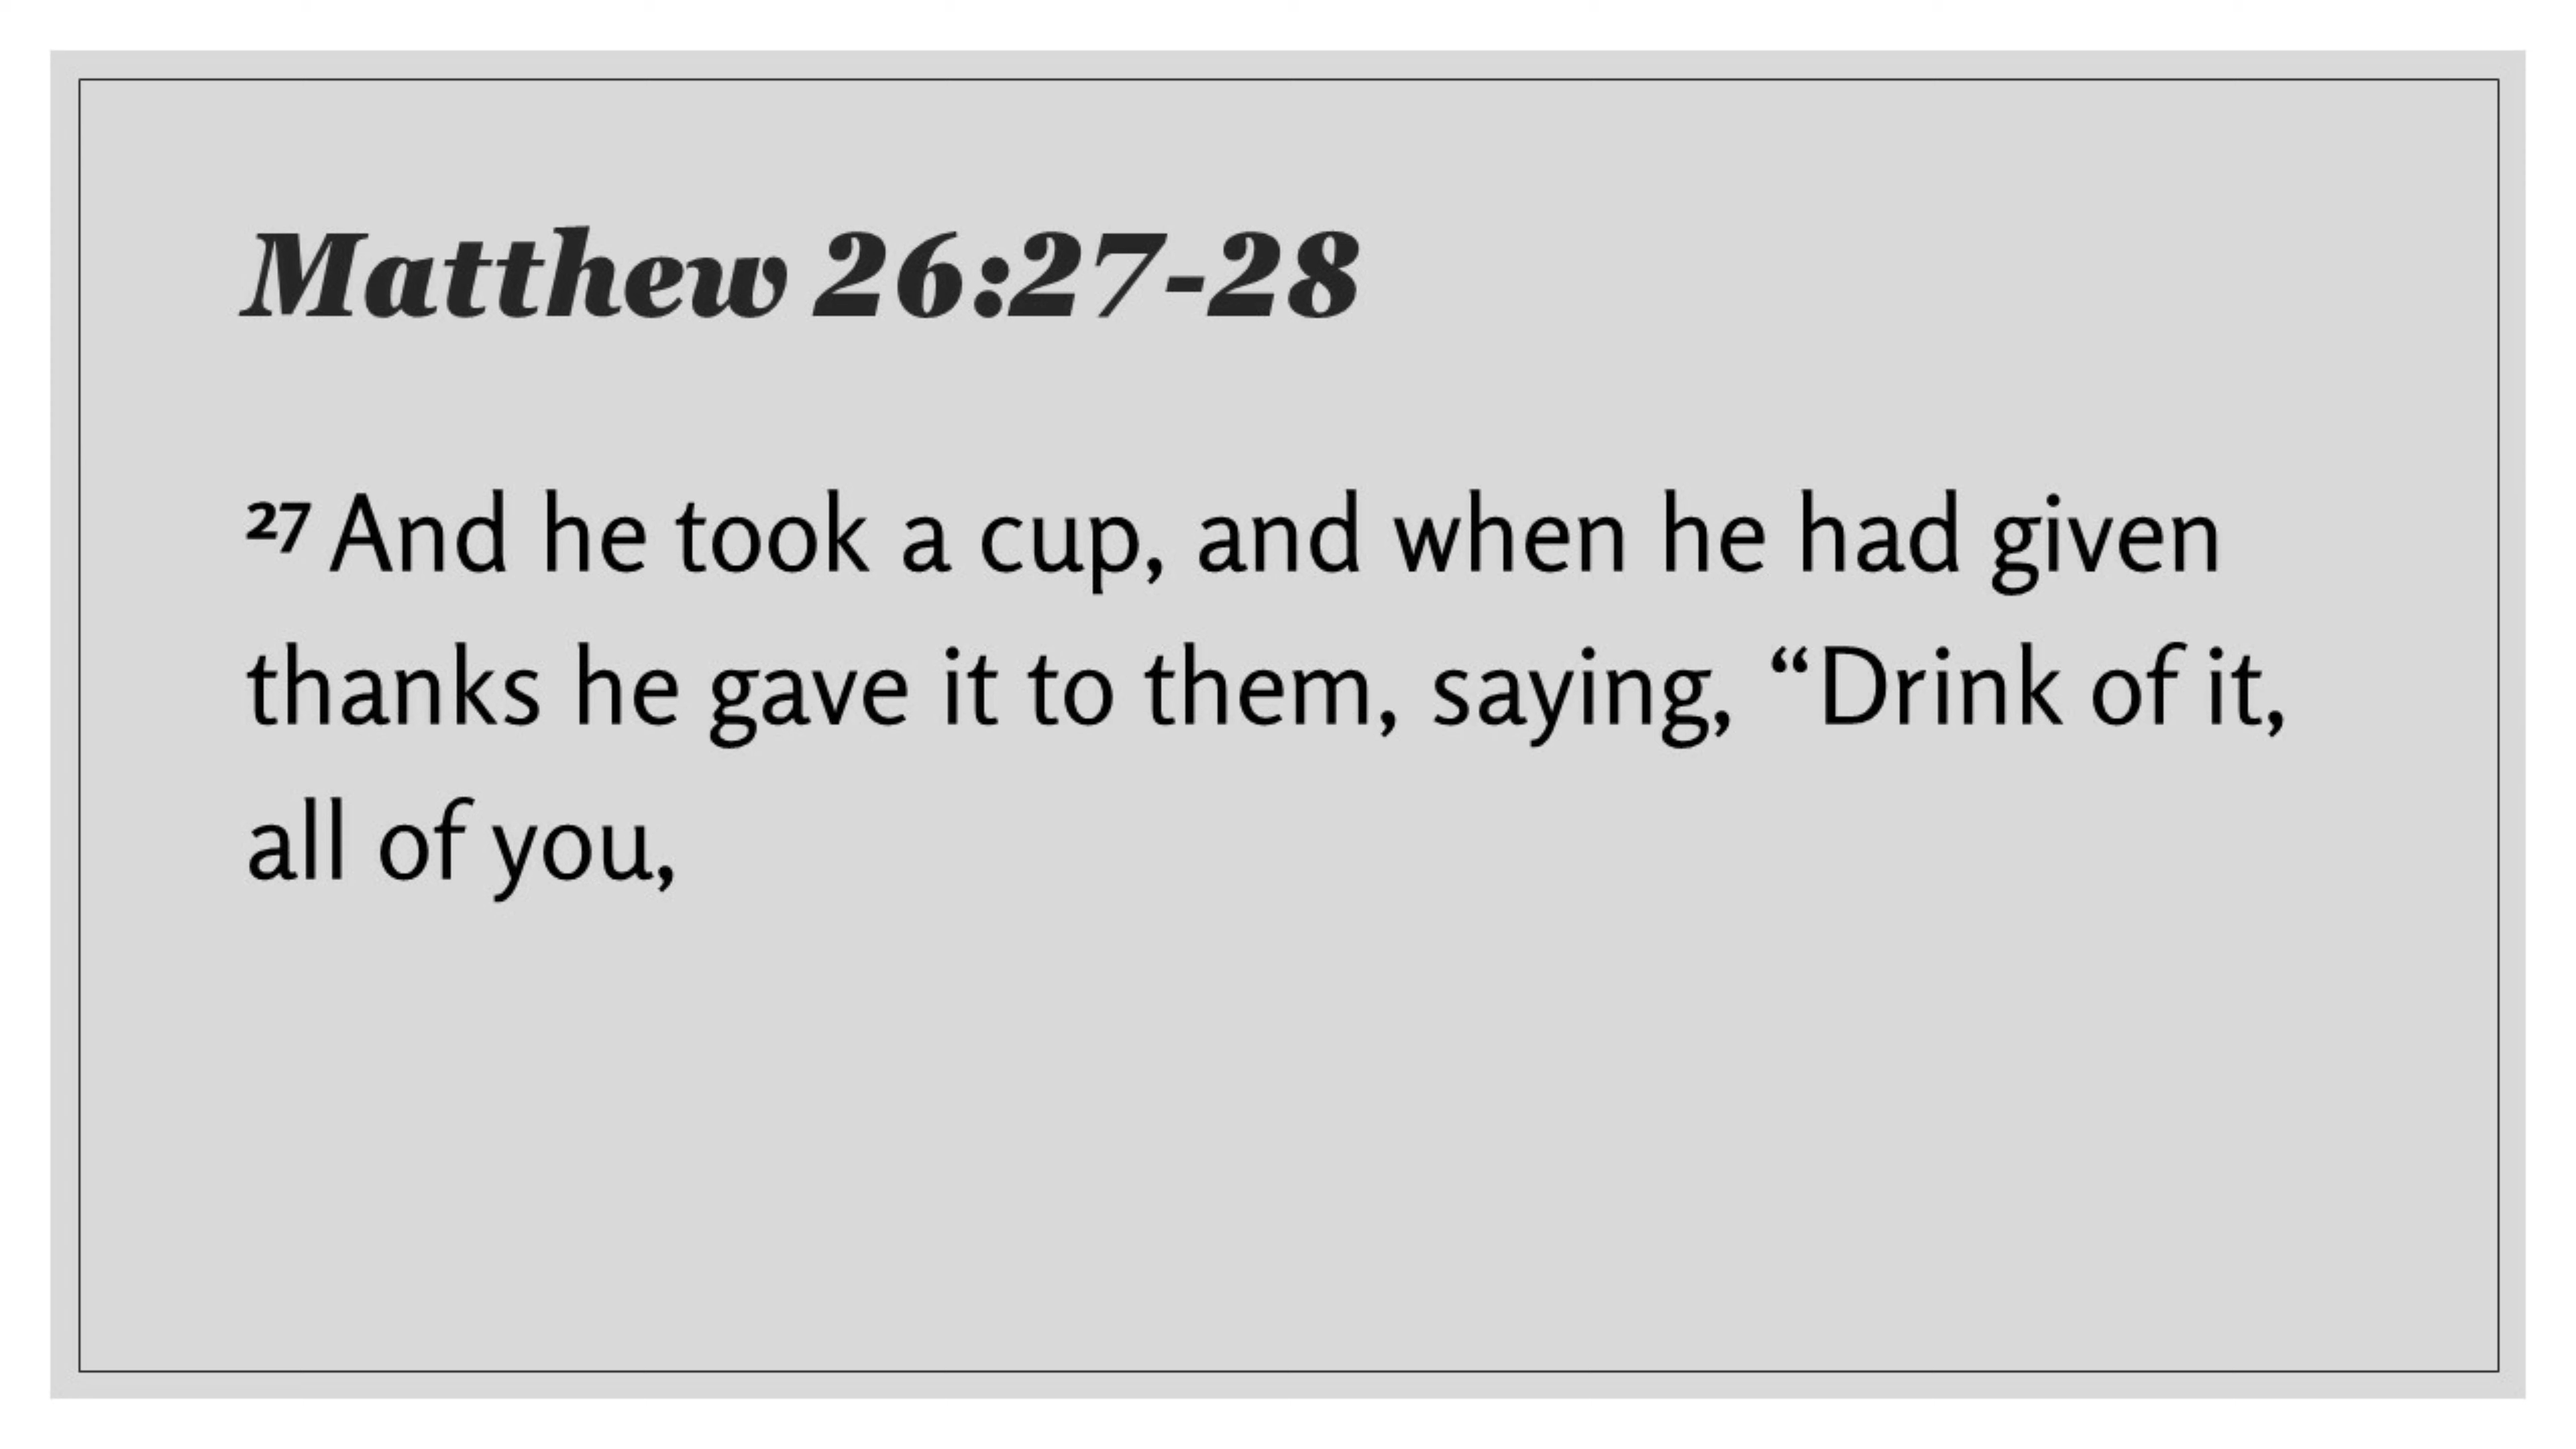 Matthew 26:27-28
27 And he took a cup, and when he had given
thanks he gave it to them, saying, “Drink of it,
all of you,